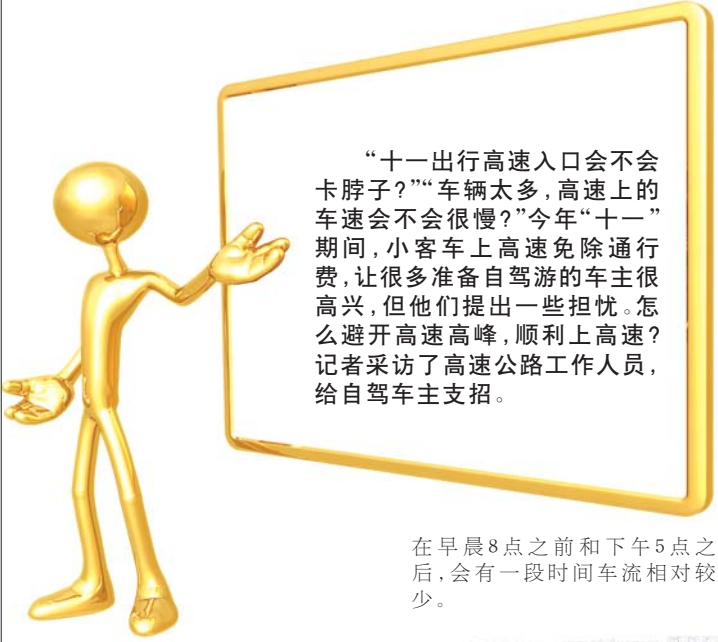 “十一出行高速入口会不会
卡脖子?”“车辆太多,高速上的
车速会不会很慢?”今年“十一”
期间,小客车上高速免除通行
费,让很多准备自驾游的车主很
高兴,但他们提出一些担忧。怎
么避开高速高峰,顺利上高速?
记者采访了高速公路工作人员,
给自驾车主支招。
在早晨8点之前和下午5点之
后,会有一段时间车流相对较
少。